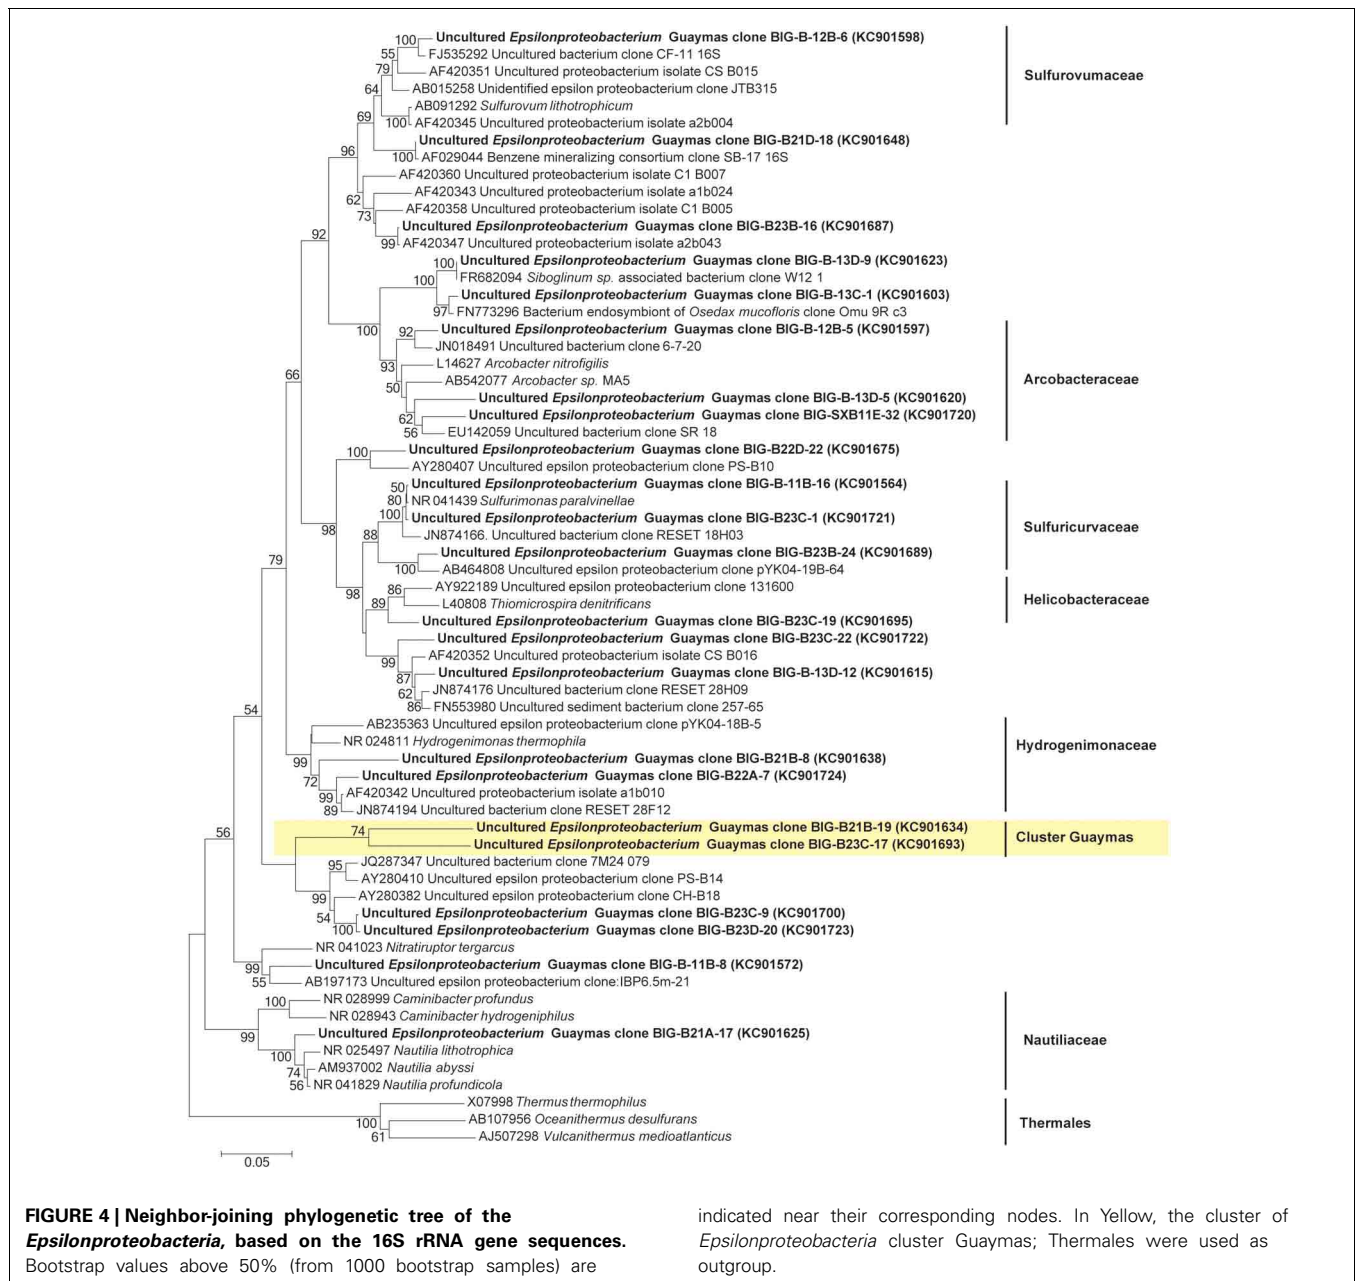 100 Uncultured Epsilonproteobacterium Guaymas clone BIG-B-12B-6 (KC901598)
55 FJ535292 Uncultured bacterium clone CF-11 16S
79 AF420351 Uncultured proteobacterium isolate CS B015
Sulfurovumaceae
64 AB015258 Unidentified epsilon proteobacterium clone JTB315
AB091292 Sulfurovum lithotrophicum
69 100 AF420345 Uncultured proteobacterium isolate a2b004
Uncultured Epsilonproteobacterium Guaymas clone BIG-B21D-18 (KC901648)
96 100 AF029044 Benzene mineralizing consortium clone SB-17 16S
AF420360 Uncultured proteobacterium isolate C1 B007
62 AF420343 Uncultured proteobacterium isolate a1b024
73 AF420358 Uncultured proteobacterium isolate C1 B005
Uncultured Epsilonproteobacterium Guaymas clone BIG-B23B-16 (KC901687)
92 99 AF420347 Uncultured proteobacterium isolate a2b043
100 Uncultured Epsilonproteobacterium Guaymas clone BIG-B-13D-9 (KC901623)
100 FR682094 Siboglinum sp. associated bacterium clone W12 1
Uncultured Epsilonproteobacterium Guaymas clone BIG-B-13C-1 (KC901603)
97 FN773296 Bacterium endosymbiont of Osedax mucofloris clone Omu 9R c3
100 92 Uncultured Epsilonproteobacterium Guaymas clone BIG-B-12B-5 (KC901597)
JN018491 Uncultured bacterium clone 6-7-20
93 L14627 Arcobacter nitrofigilis
66 50 AB542077 Arcobacter sp. MA5
Arcobacteraceae
Uncultured Epsilonproteobacterium Guaymas clone BIG-B-13D-5 (KC901620)
62 Uncultured Epsilonproteobacterium Guaymas clone BIG-SXB11E-32 (KC901720)
56 EU142059 Uncultured bacterium clone SR 18
100 Uncultured Epsilonproteobacterium Guaymas clone BIG-B22D-22 (KC901675)
AY280407 Uncultured epsilon proteobacterium clone PS-B10
50 Uncultured Epsilonproteobacterium Guaymas clone BIG-B-11B-16 (KC901564)
80 NR 041439 Sulfurimonas paralvinellae
100 Uncultured Epsilonproteobacterium Guaymas clone BIG-B23C-1 (KC901721)
Sulfuricurvaceae
98 88 JN874166. Uncultured bacterium clone RESET 18H03
Uncultured Epsilonproteobacterium Guaymas clone BIG-B23B-24 (KC901689)
79 100 AB464808 Uncultured epsilon proteobacterium clone pYK04-19B-64
98 86 AY922189 Uncultured epsilon proteobacterium clone 131600
89 L40808 Thiomicrospira denitrificans
Helicobacteraceae
Uncultured Epsilonproteobacterium Guaymas clone BIG-B23C-19 (KC901695)
Uncultured Epsilonproteobacterium Guaymas clone BIG-B23C-22 (KC901722)
99 AF420352 Uncultured proteobacterium isolate CS B016
87 Uncultured Epsilonproteobacterium Guaymas clone BIG-B-13D-12 (KC901615)
62 JN874176 Uncultured bacterium clone RESET 28H09
54 86 FN553980 Uncultured sediment bacterium clone 257-65
AB235363 Uncultured epsilon proteobacterium clone pYK04-18B-5
NR 024811 Hydrogenimonas thermophila
Hydrogenimonaceae
99 Uncultured Epsilonproteobacterium Guaymas clone BIG-B21B-8 (KC901638)
72 Uncultured Epsilonproteobacterium Guaymas clone BIG-B22A-7 (KC901724)
99 AF420342 Uncultured proteobacterium isolate a1b010
89 JN874194 Uncultured bacterium clone RESET 28F12
56 74 Uncultured Epsilonproteobacterium Guaymas clone BIG-B21B-19 (KC901634)
Cluster Guaymas
Uncultured Epsilonproteobacterium Guaymas clone BIG-B23C-17 (KC901693)
95 JQ287347 Uncultured bacterium clone 7M24 079
AY280410 Uncultured epsilon proteobacterium clone PS-B14
99 AY280382 Uncultured epsilon proteobacterium clone CH-B18
54 Uncultured Epsilonproteobacterium Guaymas clone BIG-B23C-9 (KC901700)
100 Uncultured Epsilonproteobacterium Guaymas clone BIG-B23D-20 (KC901723)
NR 041023 Nitratiruptor tergarcus
99 Uncultured Epsilonproteobacterium Guaymas clone BIG-B-11B-8 (KC901572)
55 AB197173 Uncultured epsilon proteobacterium clone:IBP6.5m-21
100 NR 028999 Caminibacter profundus
NR 028943 Caminibacter hydrogeniphilus
99 Uncultured Epsilonproteobacterium Guaymas clone BIG-B21A-17 (KC901625)
Nautiliaceae
100 NR 025497 Nautilia lithotrophica
74 AM937002 Nautilia abyssi
56 NR 041829 Nautilia profundicola
X07998 Thermus thermophilus
100 AB107956 Oceanithermus desulfurans
Thermales
61 AJ507298 Vulcanithermus medioatlanticus
0.05
FIGURE 4 | Neighbor-joining phylogenetic tree of the
Epsilonproteobacteria, based on the 16S rRNA gene sequences.
Bootstrap values above 50% (from 1000 bootstrap samples) are
indicated near their corresponding nodes. In Yellow, the cluster of
Epsilonproteobacteria cluster Guaymas; Thermales were used as
outgroup.